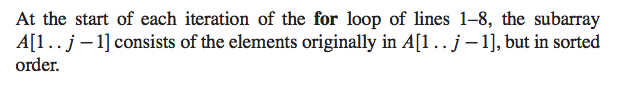 At the start of each iteration of the for loop of lines 1–8, the subarray
A[1 . . j – 1] consists of the elements originally in A[1 . . j – 1], but in sorted
order.